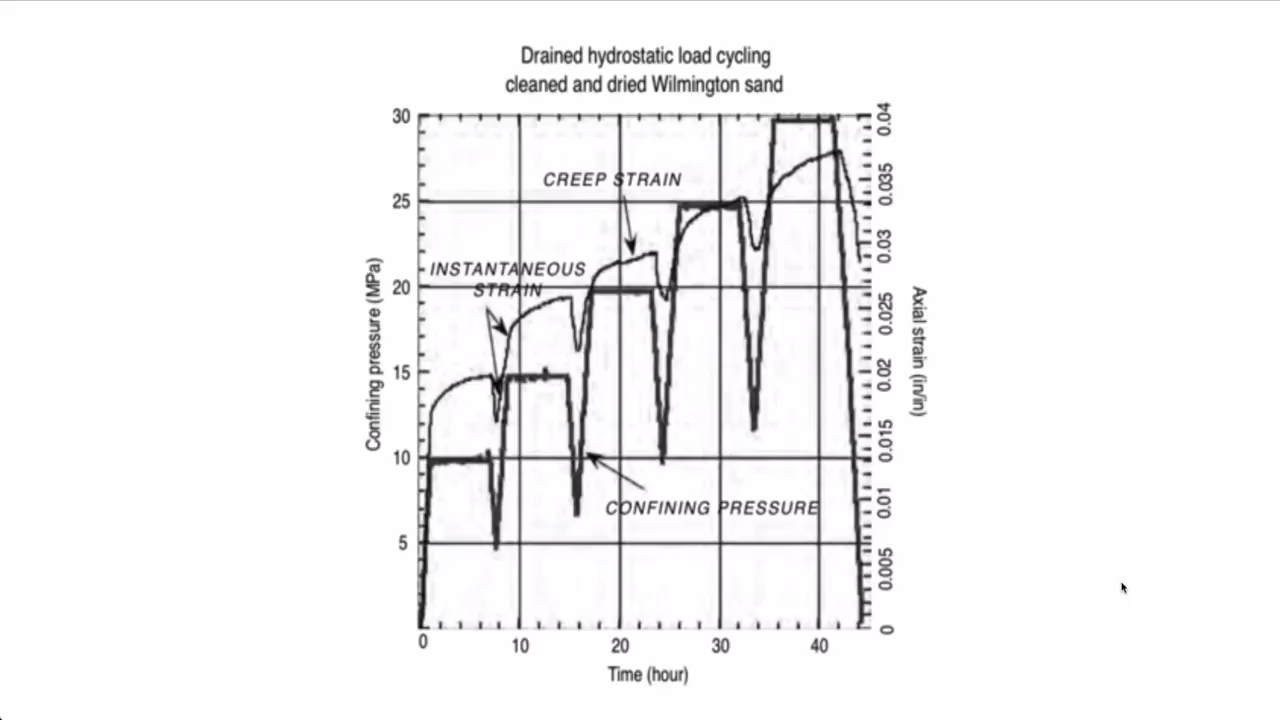 Drained hydrostatic load cycling
cleaned and dried Wilmington sand
30
25
20
15
10
5
Confining pressure (MPa)
CREEP STRAIN
INSTANTANEOUS
STRAIN
CONFINING PRESSURE
0.04
0.035
0.03
0.025
0.02
0.015
0.01
0.005
0
Axial strain (in/in)
0 10 20 30 40
Time (hour)